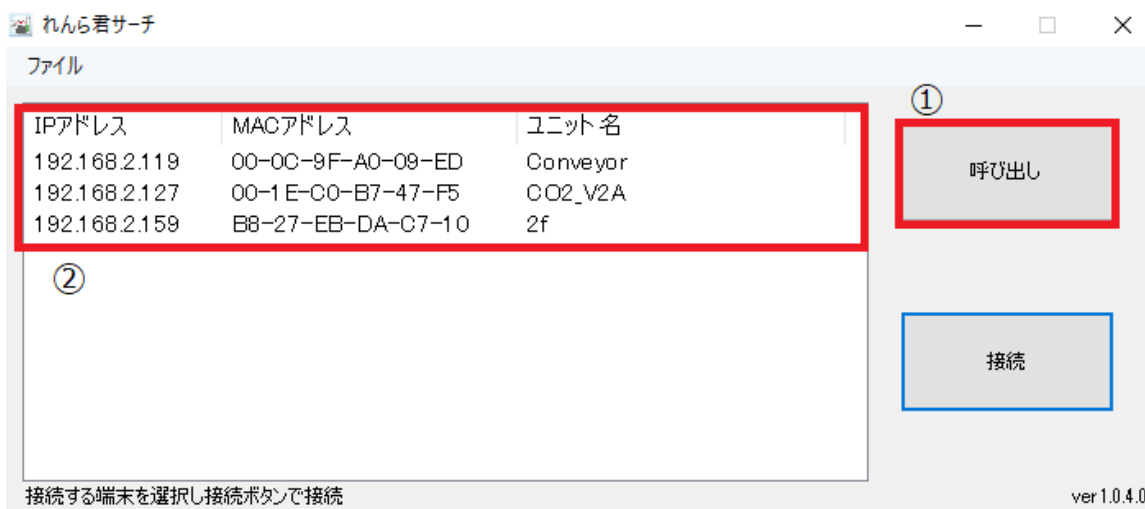 れんら君サーチ
ファイル
①
IPアドレス MACアドレス ユニット名
192.168.2.119 00-0C-9F-A0-09-ED Conveyor
192.168.2.127 00-1E-C0-B7-47-F5 CO2_V2A
192.168.2.159 B8-27-EB-DA-C7-10 2f
呼び出し
②
接続
接続する端末を選択し接続ボタンで接続
ver1.0.4.0